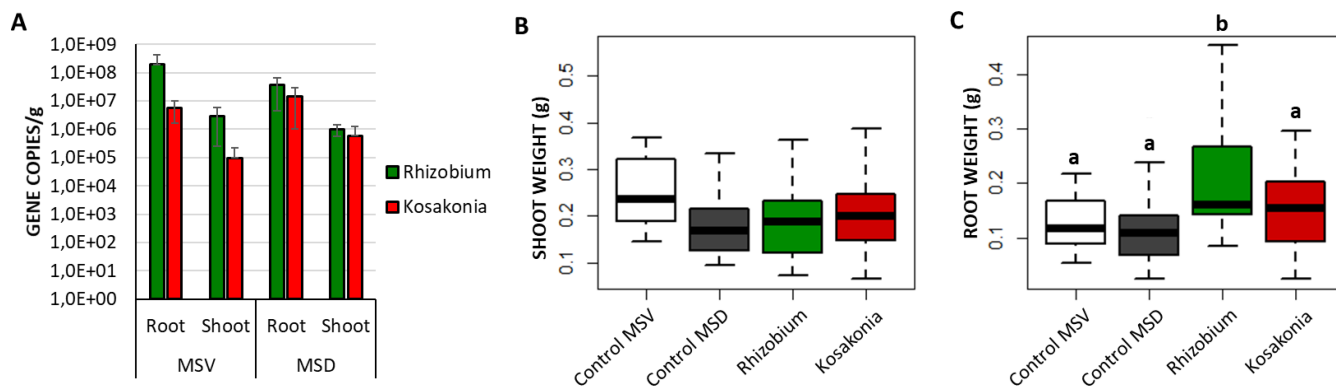 A
GENE COPIES/g
1,0E+09
1,0E+08
1,0E+07
1,0E+06
1,0E+05
1,0E+04
1,0E+03
1,0E+02
1,0E+01
1,0E+00
Root Shoot Root Shoot
MSV MSD
Rhizobium
Kosakonia
B
SHOOT WEIGHT (g)
0.5
0.4
0.3
0.2
0.1
Control MSV
Control MSD
Rhizobium
Kosakonia
C
ROOT WEIGHT (g)
0.4
0.3
0.2
0.1
a
a
b
a
Control MSV
Control MSD
Rhizobium
Kosakonia